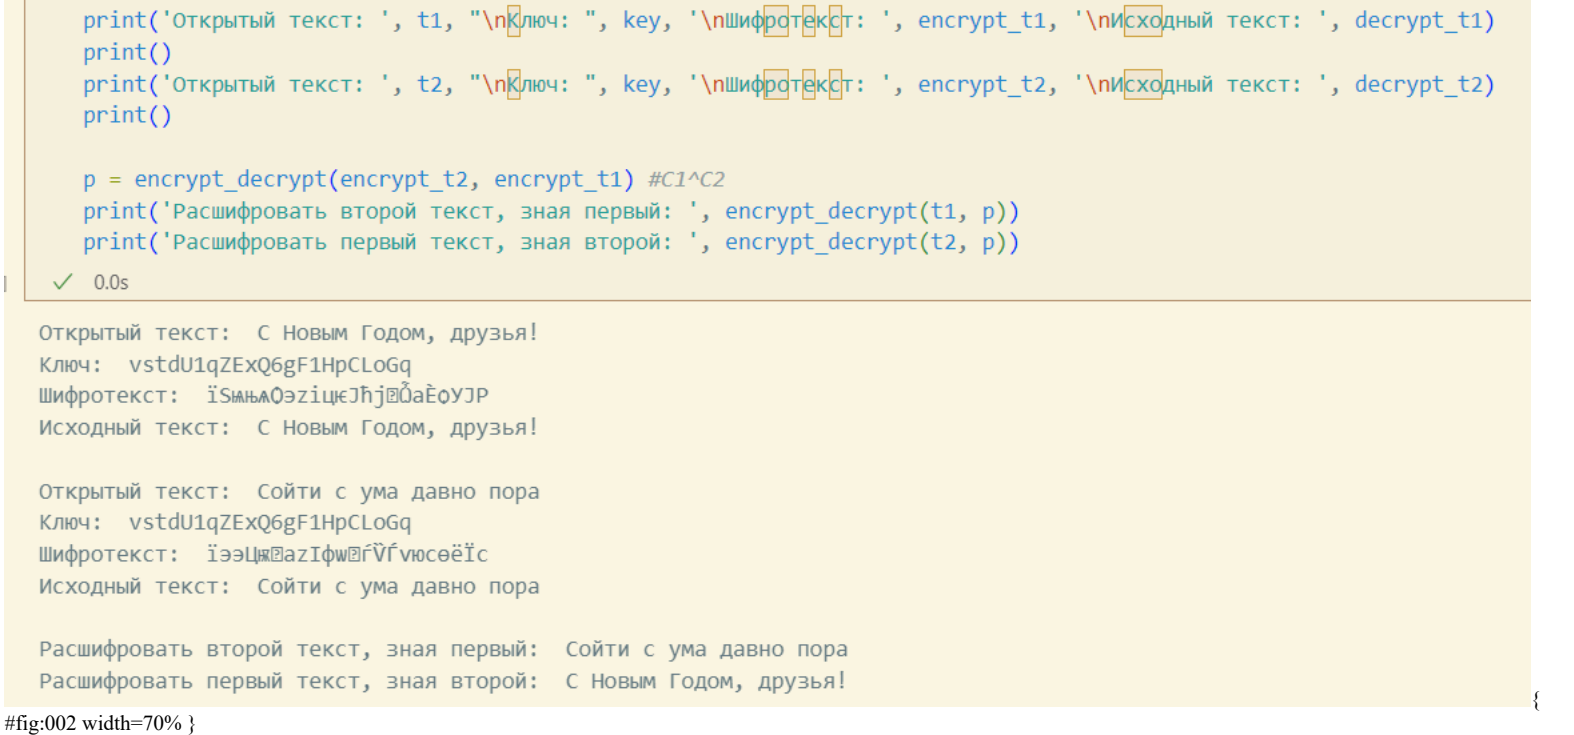 print('Открытый текст: ', t1, "\nКлюч: ", key, '\nШифротекст: ', encrypt_t1, '\nИсходный текст: ', decrypt_t1)
print()
print('Открытый текст: ', t2, "\nКлюч: ", key, '\nШифротекст: ', encrypt_t2, '\nИсходный текст: ', decrypt_t2)
print()
p = encrypt_decrypt(encrypt_t2, encrypt_t1) #C1^C2
print('Расшифровать второй текст, зная первый: ', encrypt_decrypt(t1, p))
print('Расшифровать первый текст, зная второй: ', encrypt_decrypt(t2, p))
✓ 0.0s
Открытый текст:  С Новым Годом, друзья!
Ключ:  vstdU1qZExQ6gF1HpCLoGq
Шифротекст:
Исходный текст:  С Новым Годом, друзья!
Открытый текст:  Сойти с ума давно пора
Ключ:  vstdU1qZExQ6gF1HpCLoGq
Шифротекст:
Исходный текст:  Сойти с ума давно пора
Расшифровать второй текст, зная первый:  Сойти с ума давно пора
Расшифровать первый текст, зная второй:  С Новым Годом, друзья!
{
#fig:002 width=70% }